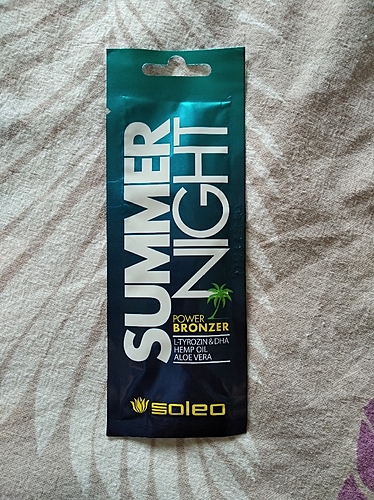 SUMMER
NIGHT
POWER
BRONZER
L-TYROZIN & DHA
HEMP OIL
ALOE VERA
soleo